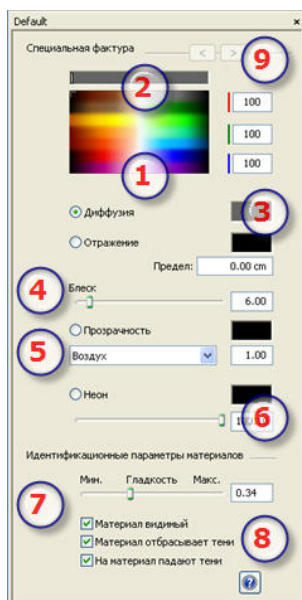 Default
Специальная фактура < > 9
2
100
100
1
100
Диффузия 3
Отражение
Предел: 0.00 cm
4 Блеск
6.00
Прозрачность
5 Воздух 1.00
Неон
6
Идентификационные параметры материалов
7 Мин. Гладкость Макс.
0.34
Материал видимый
Материал отбрасывает тени 8
На материал падают тени
?